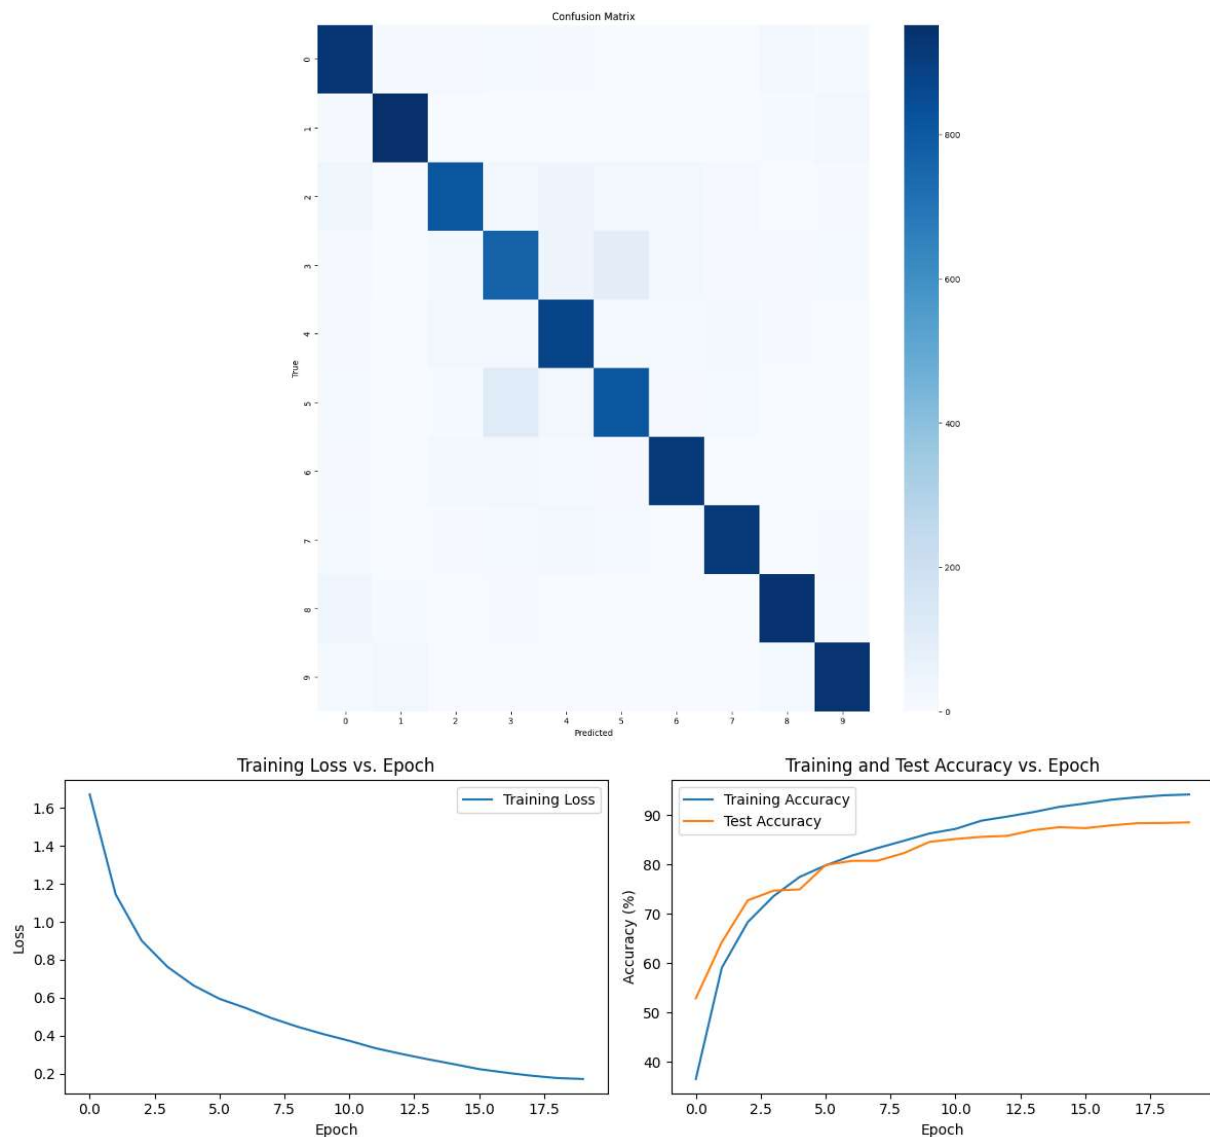 Confusion Matrix
0
1
2
3
4
5
6
7
8
9
True
0 1 2 3 4 5 6 7 8 9
Predicted
800
600
400
200
0
Training Loss vs. Epoch
Training Loss
1.6
1.4
1.2
1.0
0.8
0.6
0.4
0.2
Loss
0.0 2.5 5.0 7.5 10.0 12.5 15.0 17.5
Epoch
Training and Test Accuracy vs. Epoch
Training Accuracy
Test Accuracy
90
80
70
60
50
40
Accuracy (%)
0.0 2.5 5.0 7.5 10.0 12.5 15.0 17.5
Epoch